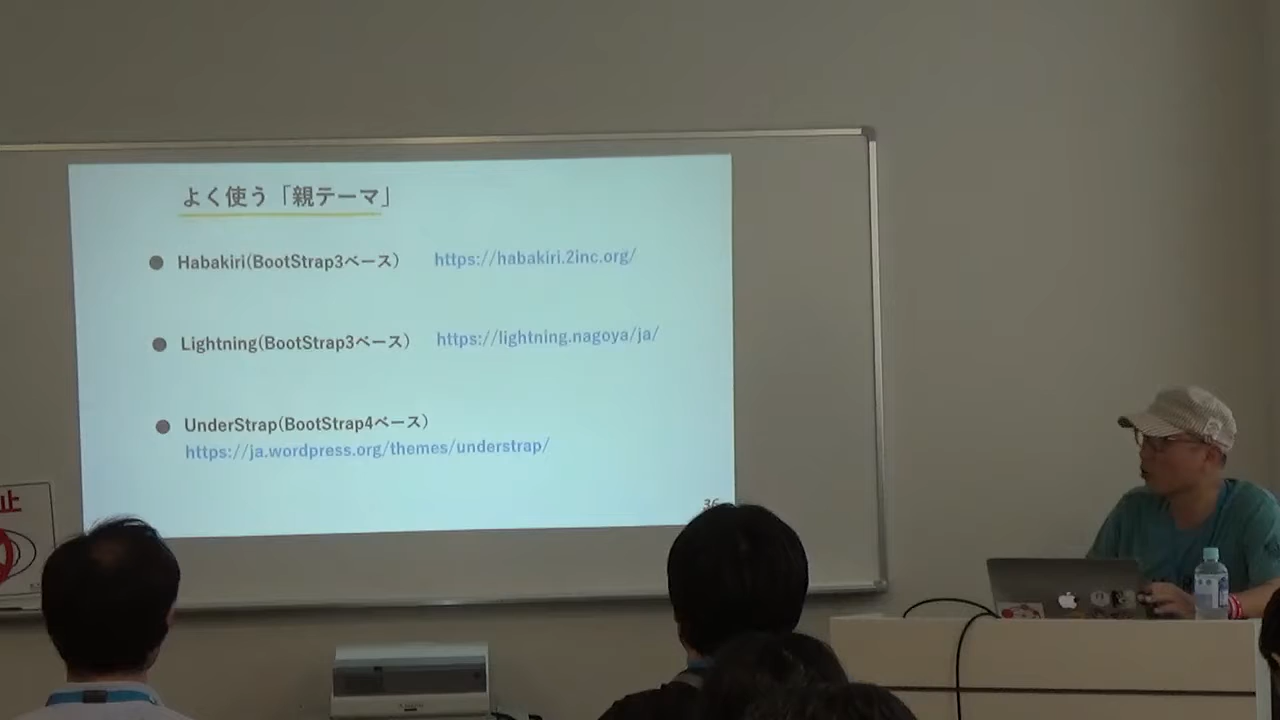 よく使う「親テーマ」
Habakiri(BootStrap3ベース) https://habakiri.2inc.org/
Lightning(BootStrap3ベース) https://lightning.nagoya/ja/
UnderStrap(BootStrap4ベース)
https://ja.wordpress.org/themes/understrap/
36
止